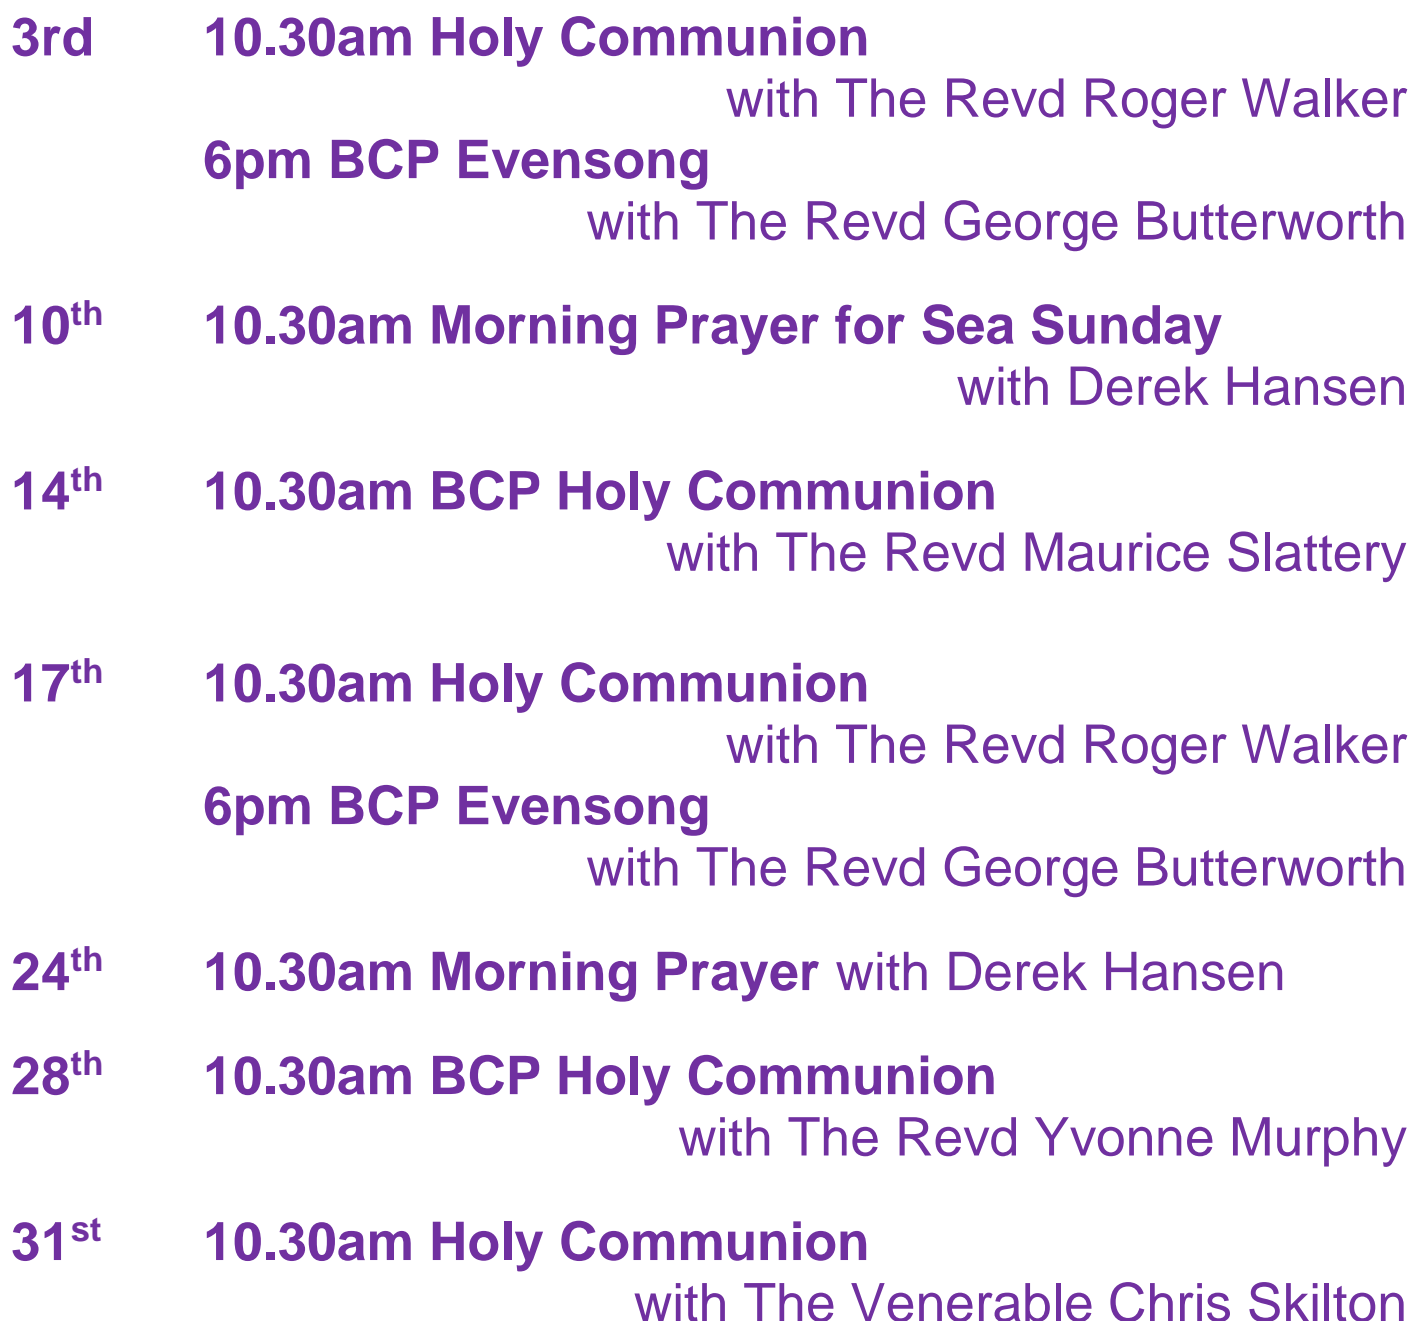 3rd 10.30am Holy Communion
with The Revd Roger Walker
6pm BCP Evensong
with The Revd George Butterworth
10th 10.30am Morning Prayer for Sea Sunday
with Derek Hansen
14th 10.30am BCP Holy Communion
with The Revd Maurice Slattery
17th 10.30am Holy Communion
with The Revd Roger Walker
6pm BCP Evensong
with The Revd George Butterworth
24th 10.30am Morning Prayer with Derek Hansen
28th 10.30am BCP Holy Communion
with The Revd Yvonne Murphy
31st 10.30am Holy Communion
with The Venerable Chris Skilton